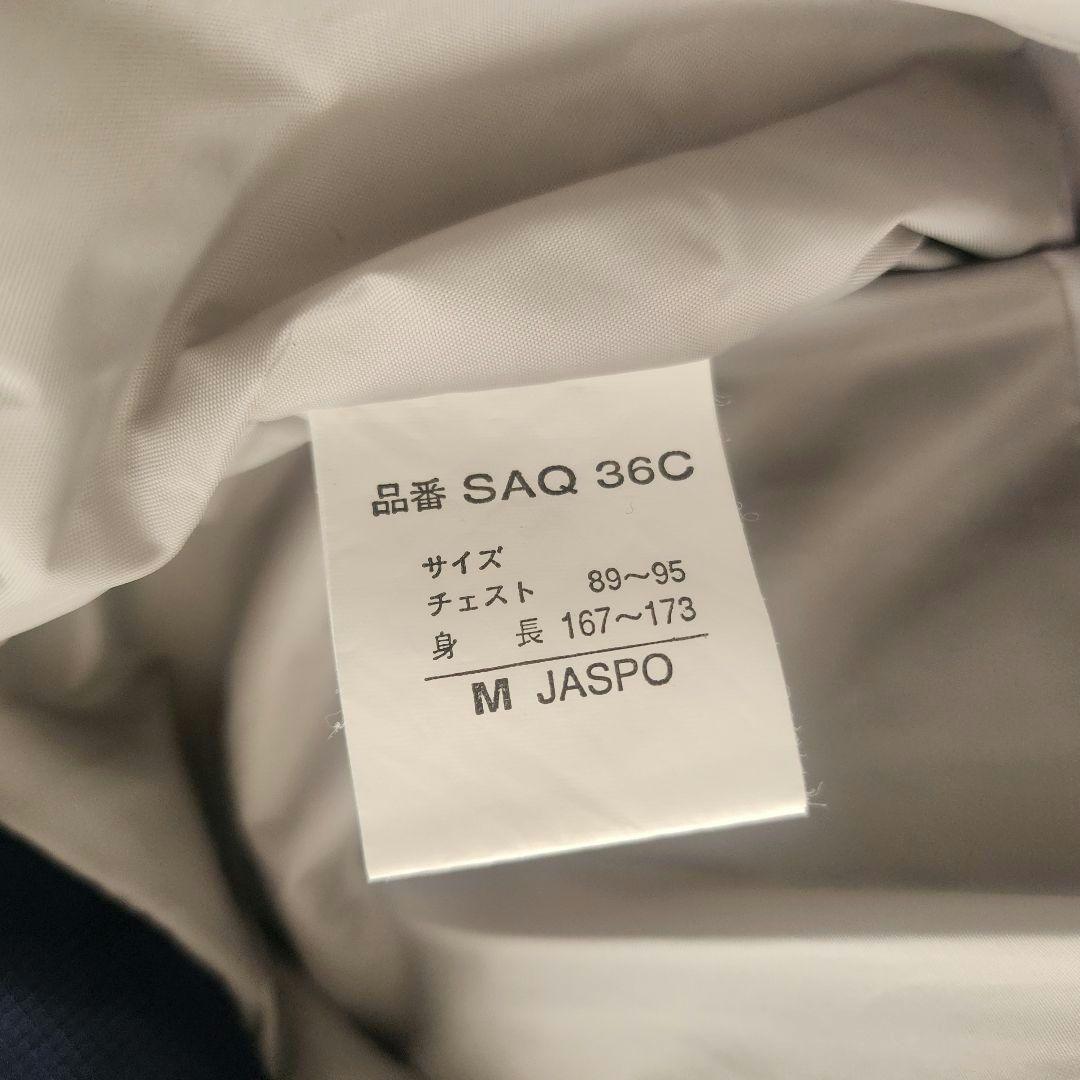 品番 SAQ 36C
サイズ
チェスト 89～95
身長 167～173
M JASPO